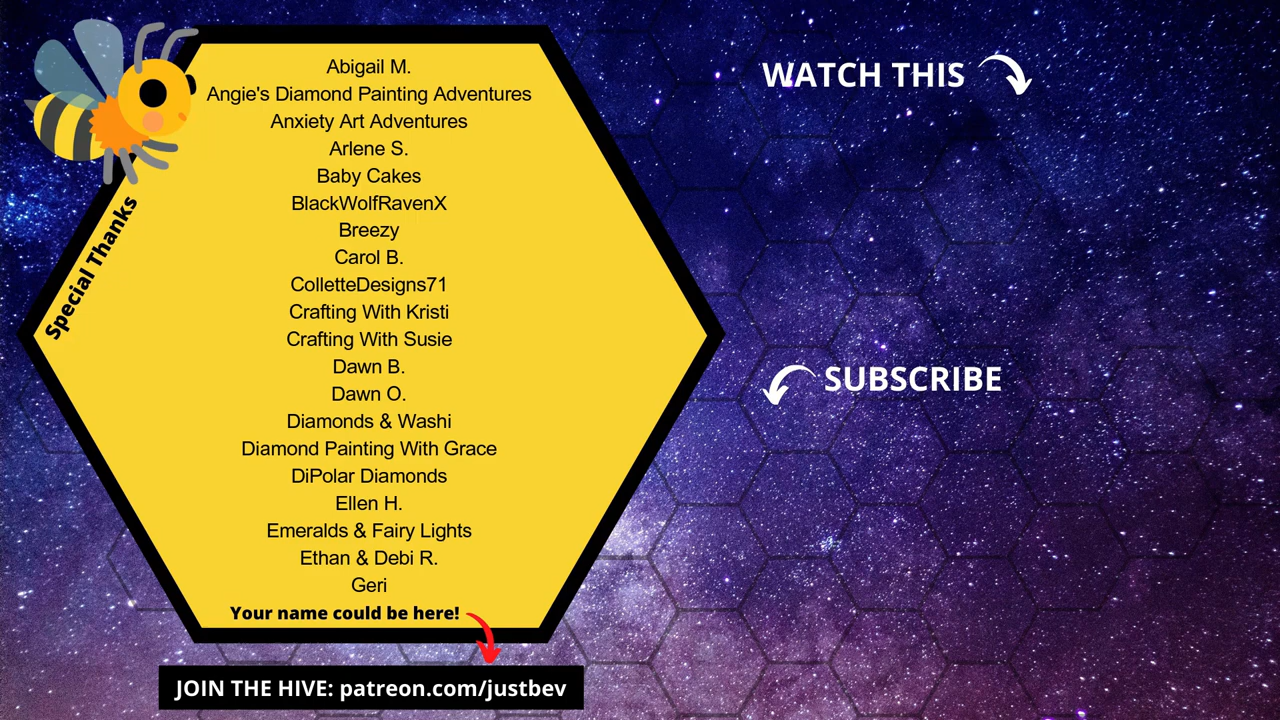 Special Thanks
Abigail M.
Angie's Diamond Painting Adventures
Anxiety Art Adventures
Arlene S.
Baby Cakes
BlackWolfRavenX
Breezy
Carol B.
ColletteDesigns71
Crafting With Kristi
Crafting With Susie
Dawn B.
Dawn O.
Diamonds & Washi
Diamond Painting With Grace
DiPolar Diamonds
Ellen H.
Emeralds & Fairy Lights
Ethan & Debi R.
Geri
Your name could be here!
JOIN THE HIVE: patreon.com/justbev
WATCH THIS
SUBSCRIBE